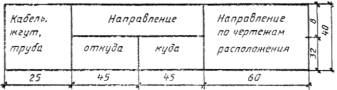 Кабель, Направление Направление
жгут, по чертежам
труба откуда куда расположения
8
32
40
25 45 45 60